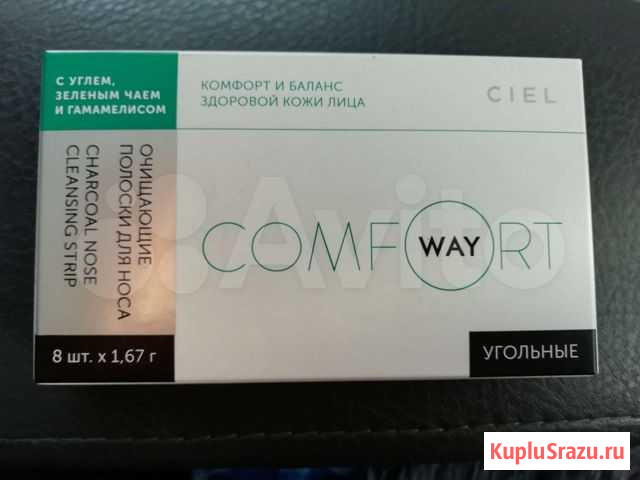 С УГЛЕМ,
ЗЕЛЕНЫМ ЧАЕМ
И ГАМАМЕЛИСОМ
КОМФОРТ И БАЛАНС
ЗДОРОВОЙ КОЖИ ЛИЦА
CIEL
ОЧИЩАЮЩИЕ
ПОЛОСКИ ДЛЯ НОСА
CHARCOAL NOSE
CLEANSING STRIP
COMFORT
WAY
Avito
8 шт. x 1,67 г
УГОЛЬНЫЕ
KupluSrazu.ru